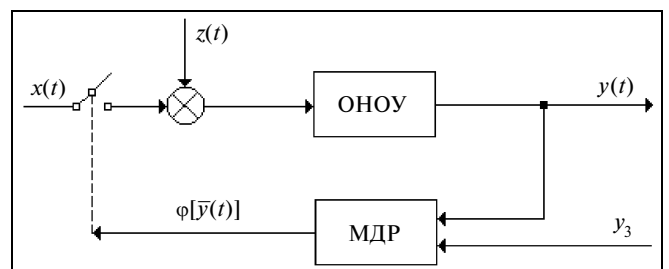 z(t)
x(t)
ОНОУ
y(t)
φ[y̅(t)]
МДР
y₃